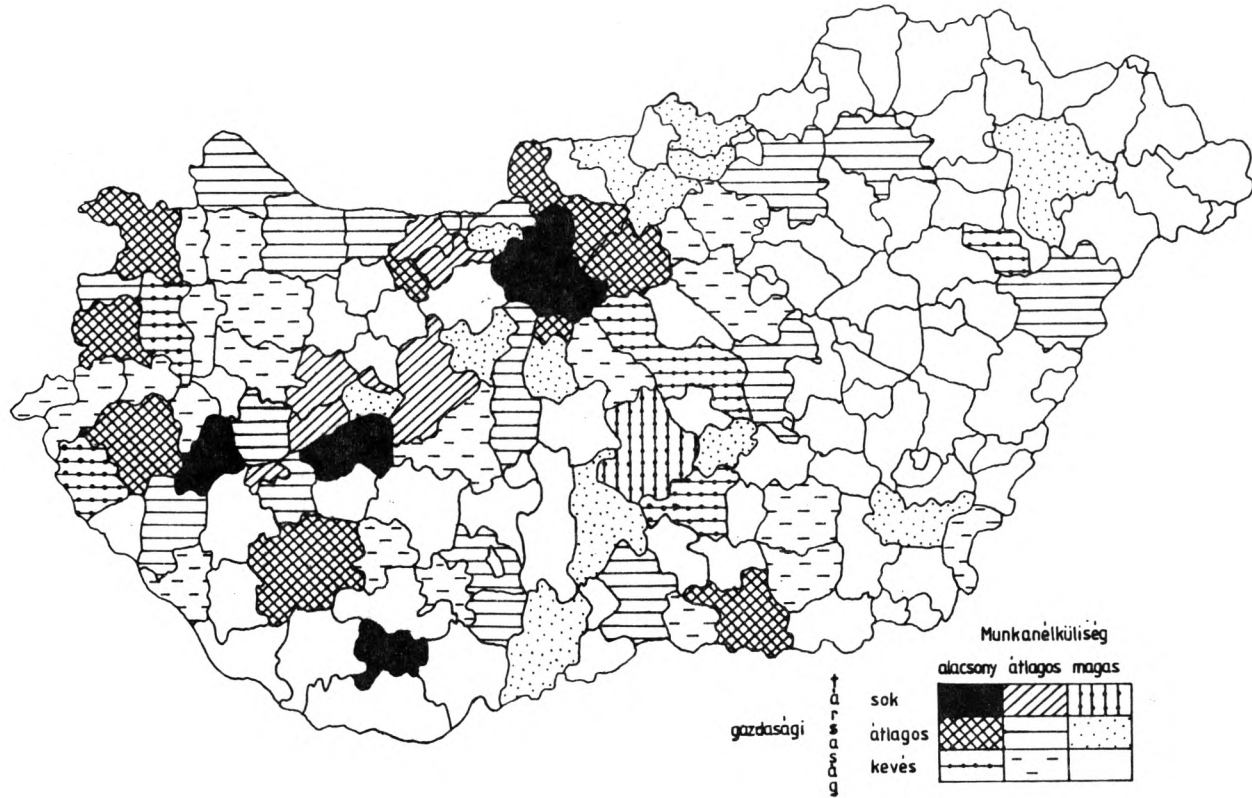 Munkanélküliség
alacsony átlagos magas
gazdasági
társaság
sok
átlagos
kevés